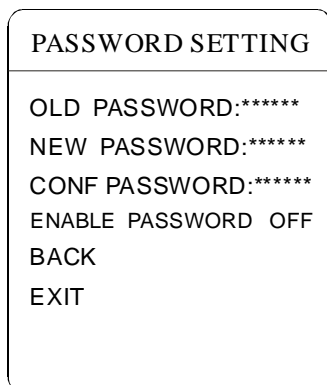 PASSWORD SETTING
OLD PASSWORD:******
NEW PASSWORD:******
CONF PASSWORD:******
ENABLE PASSWORD OFF
BACK
EXIT